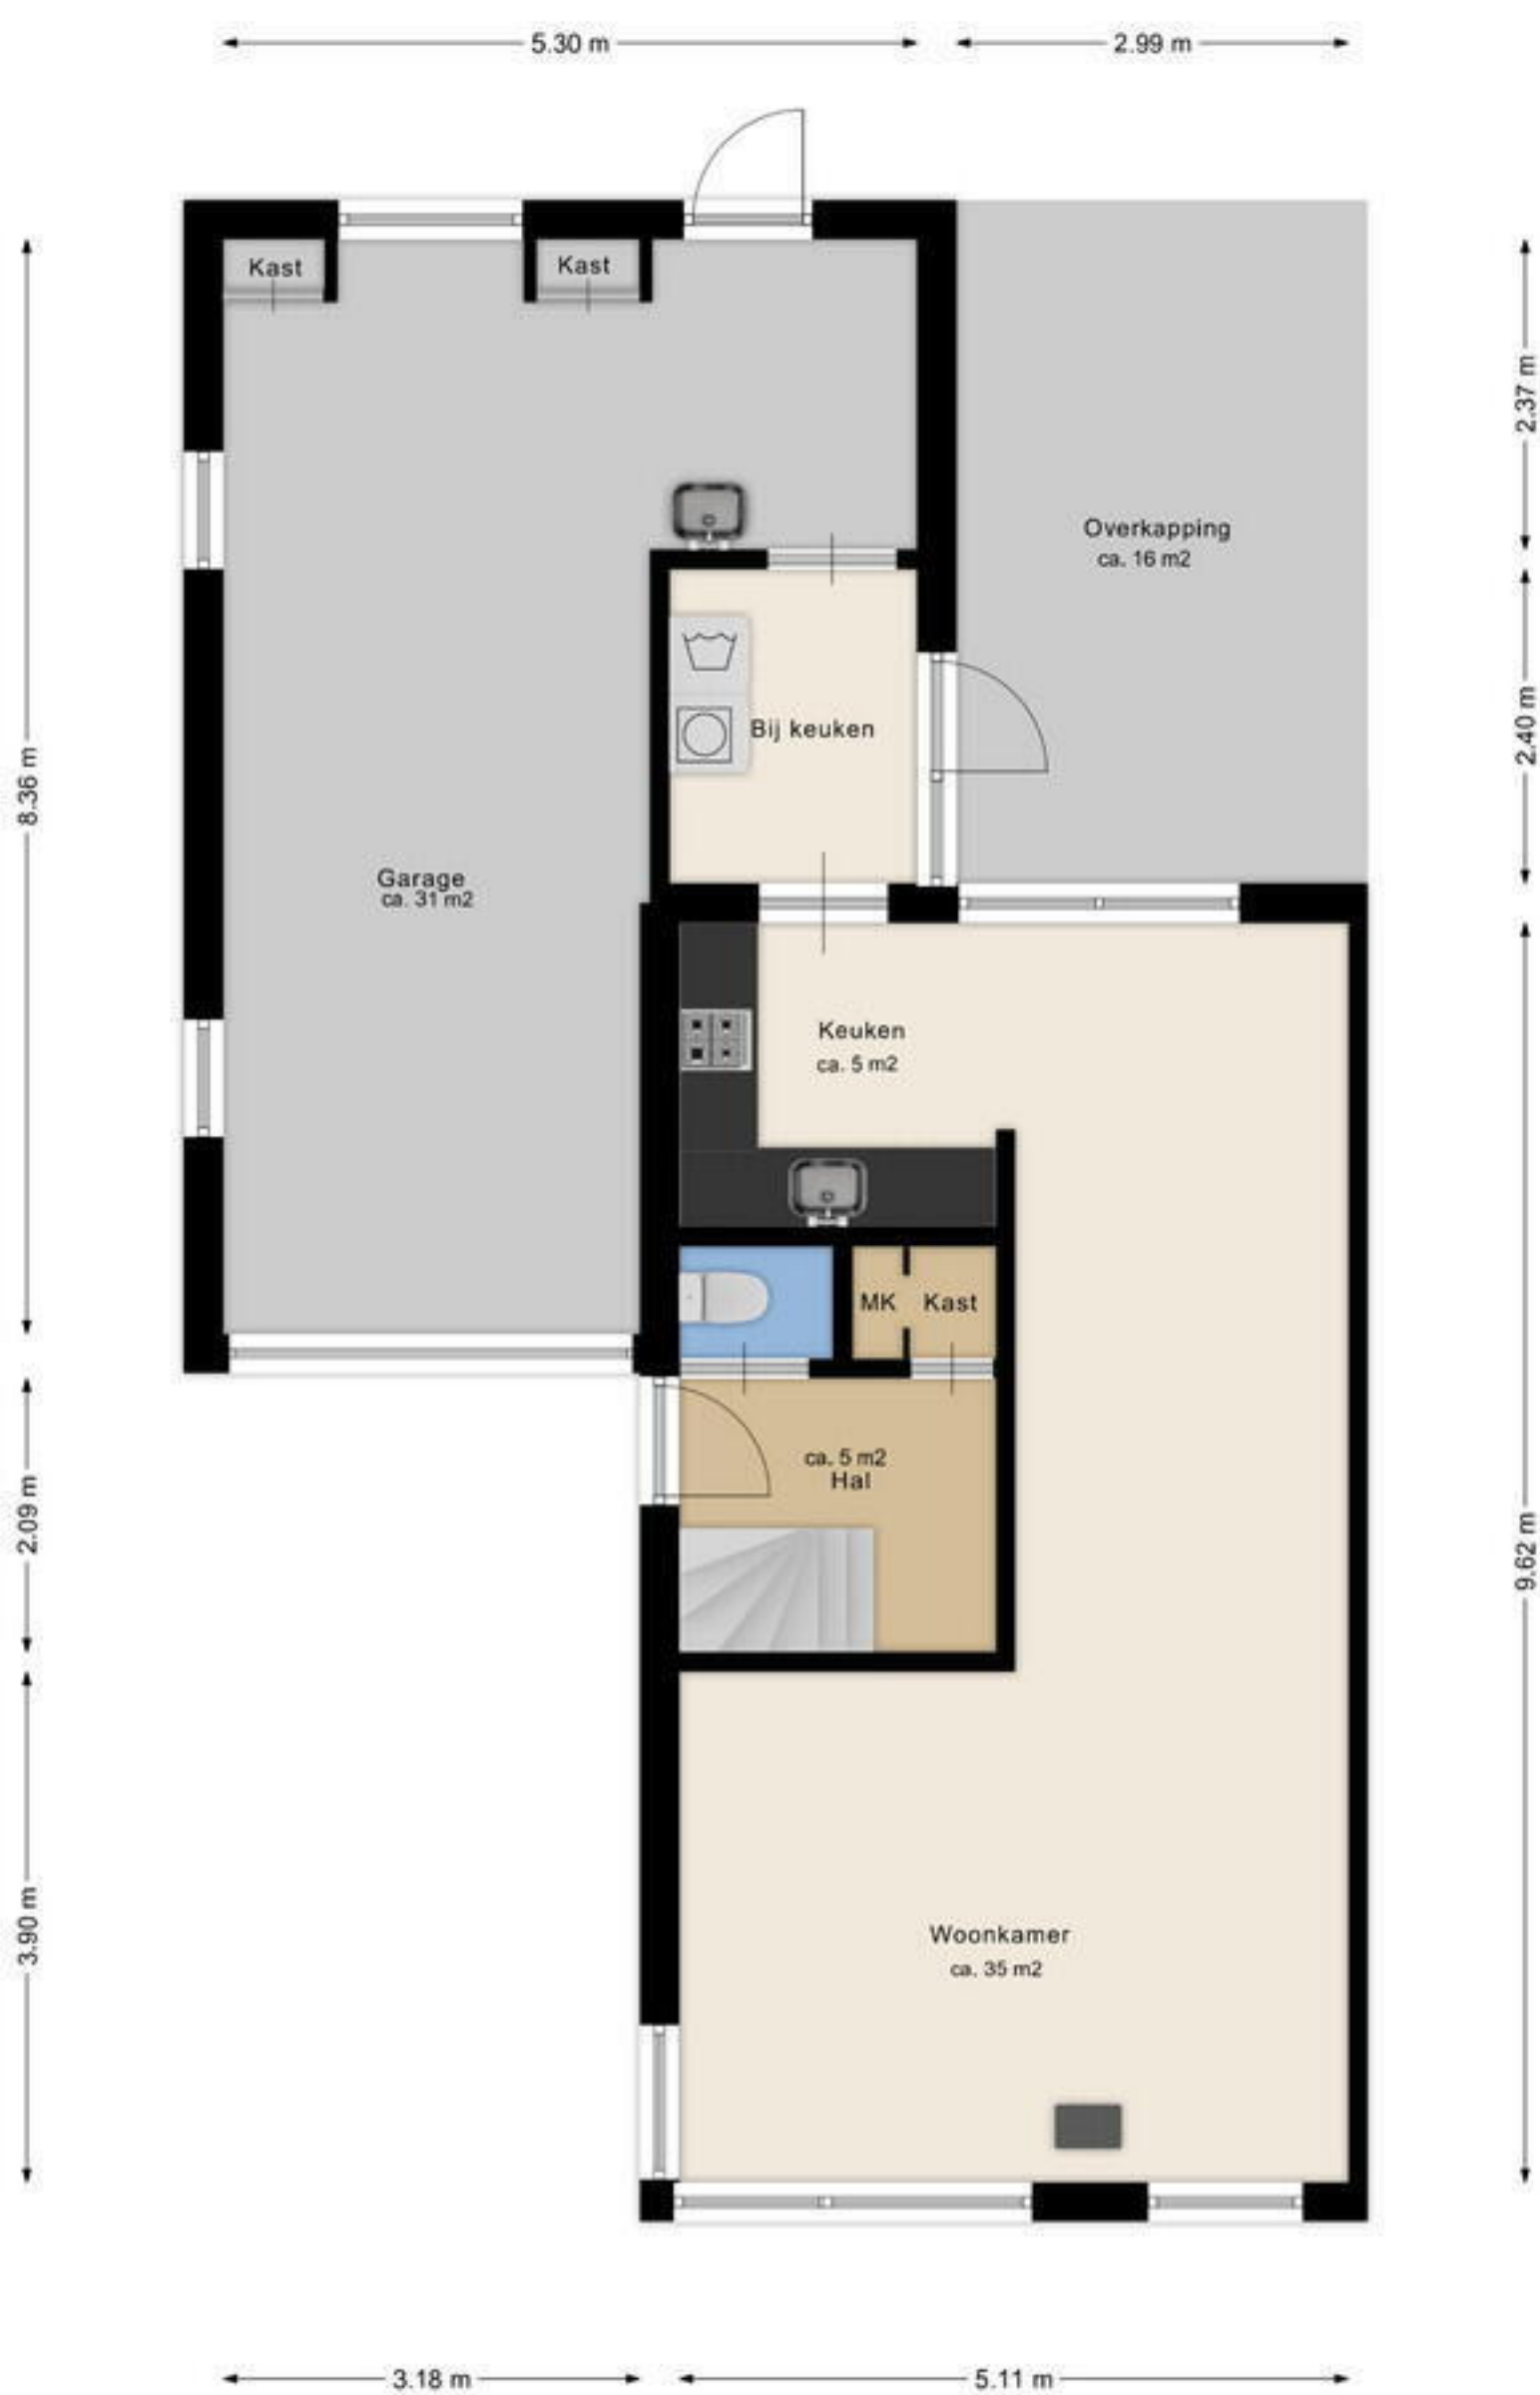 5.30 m
2.99 m
Kast
Kast
2.37 m
Overkapping
ca. 16 m2
2.40 m
Bij keuken
8.36 m
Garage
ca. 31 m2
Keuken
ca. 5 m2
MK
Kast
ca. 5 m2
Hal
2.09 m
9.62 m
3.90 m
Woonkamer
ca. 35 m2
3.18 m
5.11 m